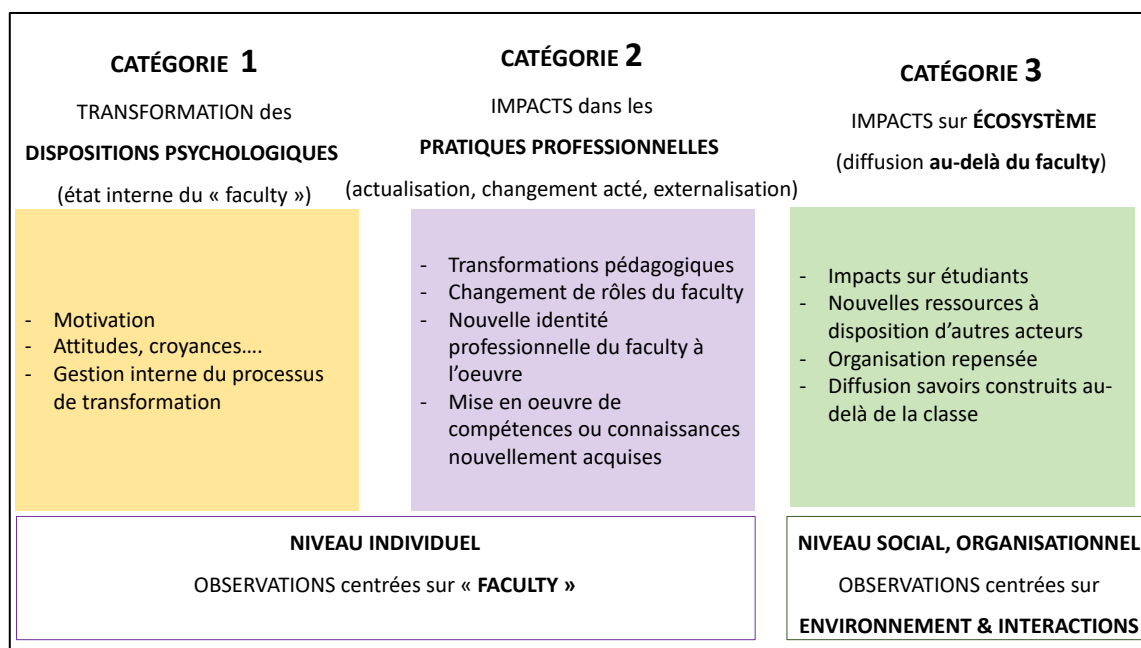 CATÉGORIE 1
TRANSFORMATION des
DISPOSITIONS PSYCHOLOGIQUES
(état interne du « faculty »)
- Motivation
- Attitudes, croyances….
- Gestion interne du processus
de transformation
CATÉGORIE 2
IMPACTS dans les
PRATIQUES PROFESSIONNELLES
(actualisation, changement acté, externalisation)
- Transformations pédagogiques
- Changement de rôles du faculty
- Nouvelle identité
professionnelle du faculty à
l’oeuvre
- Mise en oeuvre de
compétences ou connaissances
nouvellement acquises
CATÉGORIE 3
IMPACTS sur ÉCOSYSTÈME
(diffusion au-delà du faculty)
- Impacts sur étudiants
- Nouvelles ressources à
disposition d’autres acteurs
- Organisation repensée
- Diffusion savoirs construits au-
delà de la classe
NIVEAU INDIVIDUEL
OBSERVATIONS centrées sur « FACULTY »
NIVEAU SOCIAL, ORGANISATIONNEL
OBSERVATIONS centrées sur
ENVIRONNEMENT & INTERACTIONS